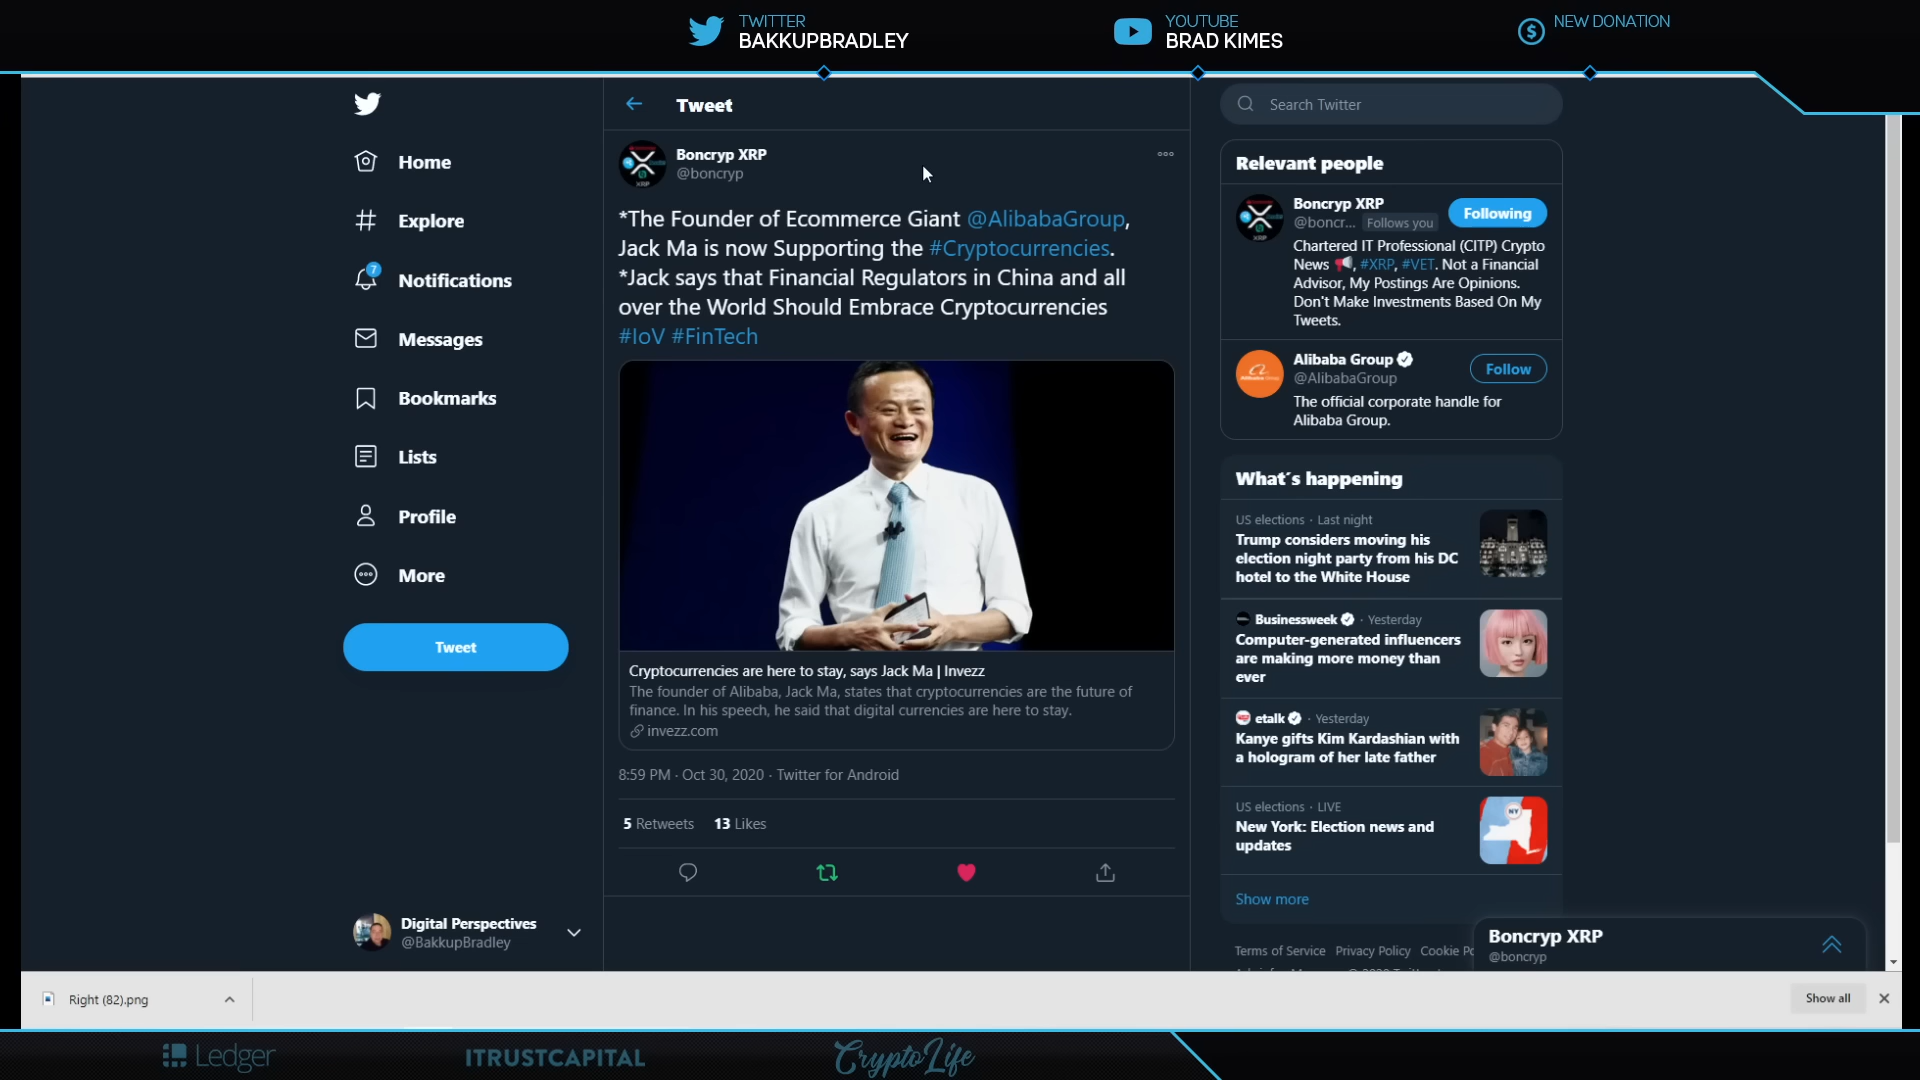 TWITTER
BAKKUPBRADLEY
YOUTUBE
BRAD KIMES
NEW DONATION
Home
Explore
7
Notifications
Messages
Bookmarks
Lists
Profile
More
Tweet
Digital Perspectives
@BakkupBradley
Tweet
Boncryp XRP
@boncryp
*The Founder of Ecommerce Giant @AlibabaGroup,
Jack Ma is now Supporting the #Cryptocurrencies.
*Jack says that Financial Regulators in China and all
over the World Should Embrace Cryptocurrencies
#IoV #FinTech
Cryptocurrencies are here to stay, says Jack Ma | Invezz
The founder of Alibaba, Jack Ma, states that cryptocurrencies are the future of
finance. In his speech, he said that digital currencies are here to stay.
invezz.com
8:59 PM · Oct 30, 2020 · Twitter for Android
5 Retweets 13 Likes
Search Twitter
Relevant people
Boncryp XRP
@boncr... Follows you
Following
Chartered IT Professional (CITP) Crypto
News 📢, #XRP, #VET. Not a Financial
Advisor, My Postings Are Opinions.
Don't Make Investments Based On My
Tweets.
Alibaba Group
@AlibabaGroup
Follow
The official corporate handle for
Alibaba Group.
What's happening
US elections · Last night
Trump considers moving his
election night party from his DC
hotel to the White House
Businessweek · Yesterday
Computer-generated influencers
are making more money than
ever
etalk · Yesterday
Kanye gifts Kim Kardashian with
a hologram of her late father
US elections · LIVE
New York: Election news and
updates
NY
Show more
Terms of Service Privacy Policy Cookie Po
Boncryp XRP
@boncryp
Right (82).png
Show all
Ledger
ITRUSTCAPITAL
CryptoLife